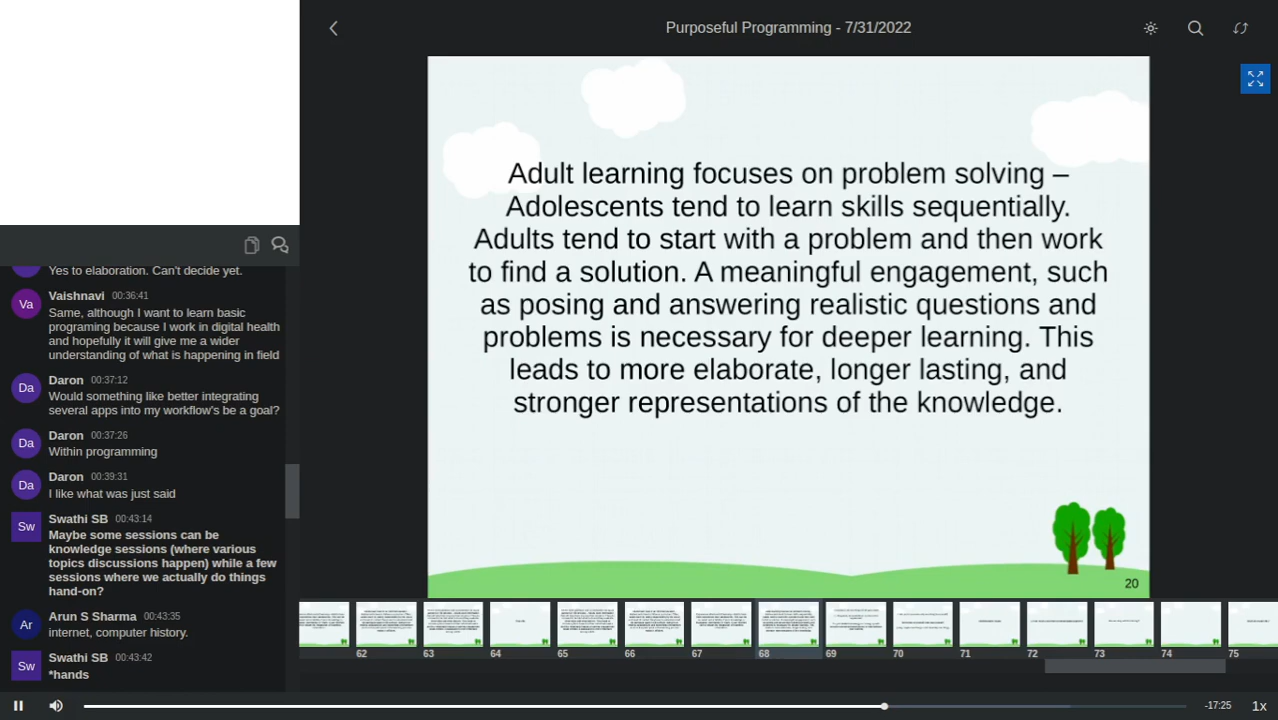 Purposeful Programming - 7/31/2022
Yes to elaboration. Can't decide yet.
Va
Vaishnavi 00:36:41
Same, although I want to learn basic
programing because I work in digital health
and hopefully it will give me a wider
understanding of what is happening in field
Da
Daron 00:37:12
Would something like better integrating
several apps into my workflow's be a goal?
Da
Daron 00:37:26
Within programming
Da
Daron 00:39:31
I like what was just said
Sw
Swathi SB 00:43:14
Maybe some sessions can be
knowledge sessions (where various
topics discussions happen) while a few
sessions where we actually do things
hand-on?
Ar
Arun S Sharma 00:43:35
internet, computer history.
Sw
Swathi SB 00:43:42
*hands
Adult learning focuses on problem solving –
Adolescents tend to learn skills sequentially.
Adults tend to start with a problem and then work
to find a solution. A meaningful engagement, such
as posing and answering realistic questions and
problems is necessary for deeper learning. This
leads to more elaborate, longer lasting, and
stronger representations of the knowledge.
20
62 63 64 65 66 67 68 69 70 71 72 73 74 75
-17:25 1x